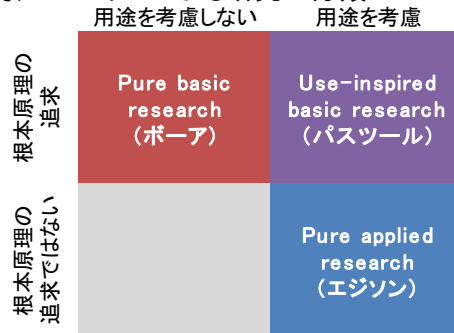 用途を考慮しない 用途を考慮
根本原理の
追求
Pure basic
research
(ボーア)
Use-inspired
basic research
(パスツール)
根本原理の
追求ではない
Pure applied
research
(エジソン)